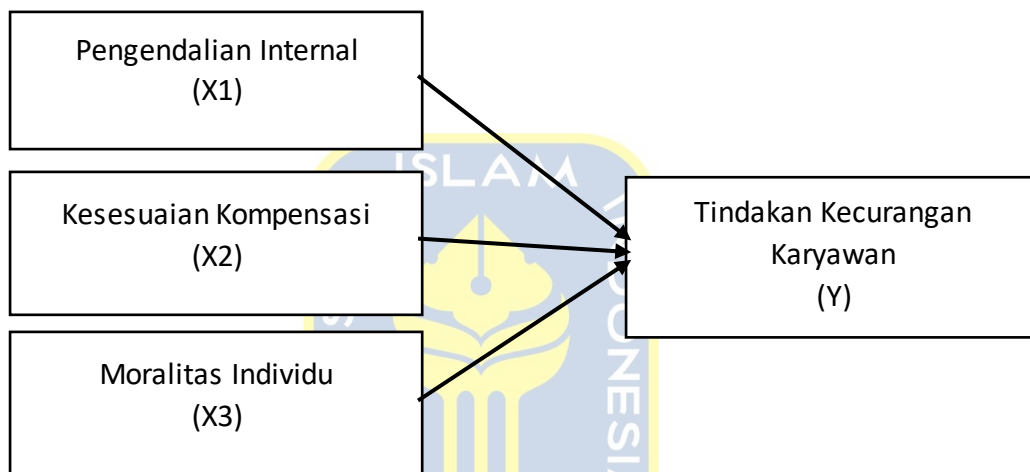 Pengendalian Internal
(X1)
ISLAM
Kesesuaian Kompensasi
(X2)
Tindakan Kecurangan
Karyawan
(Y)
Moralitas Individu
(X3)